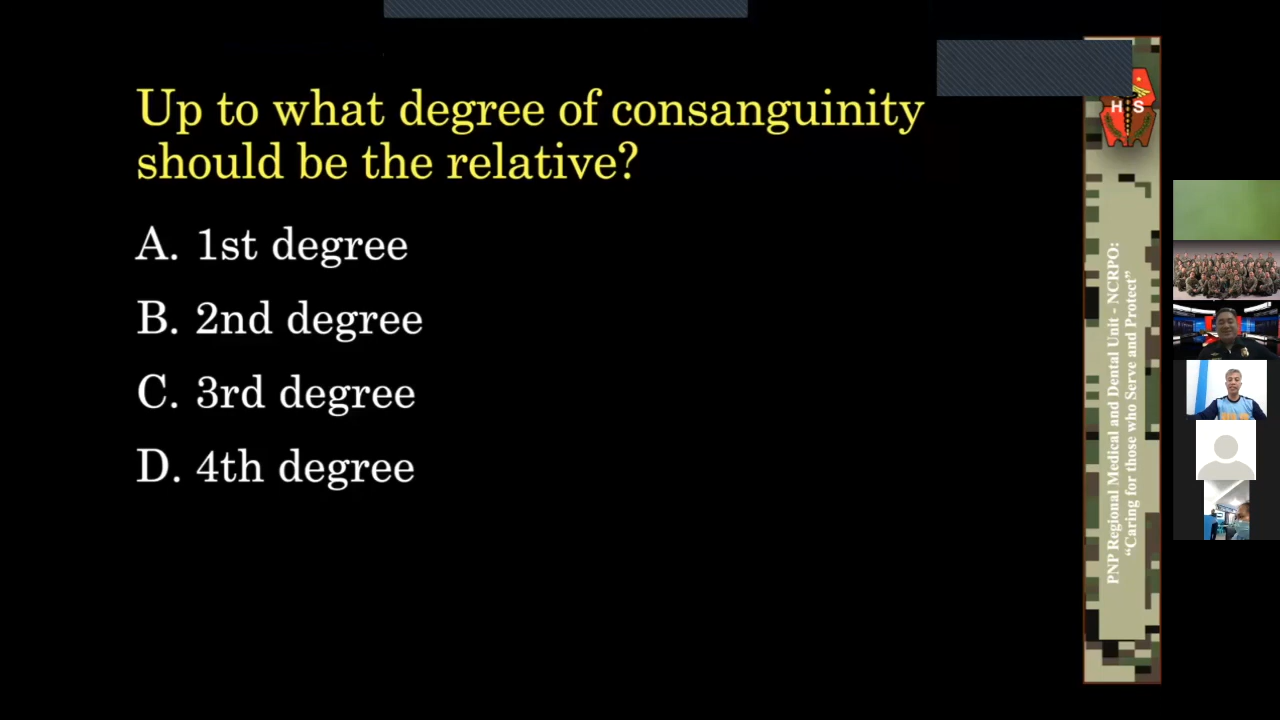 Up to what degree of consanguinity
should be the relative?
A. 1st degree
B. 2nd degree
C. 3rd degree
D. 4th degree
H S
PNP Regional Medical and Dental Unit - NCRPO:
“Caring for those who Serve and Protect”